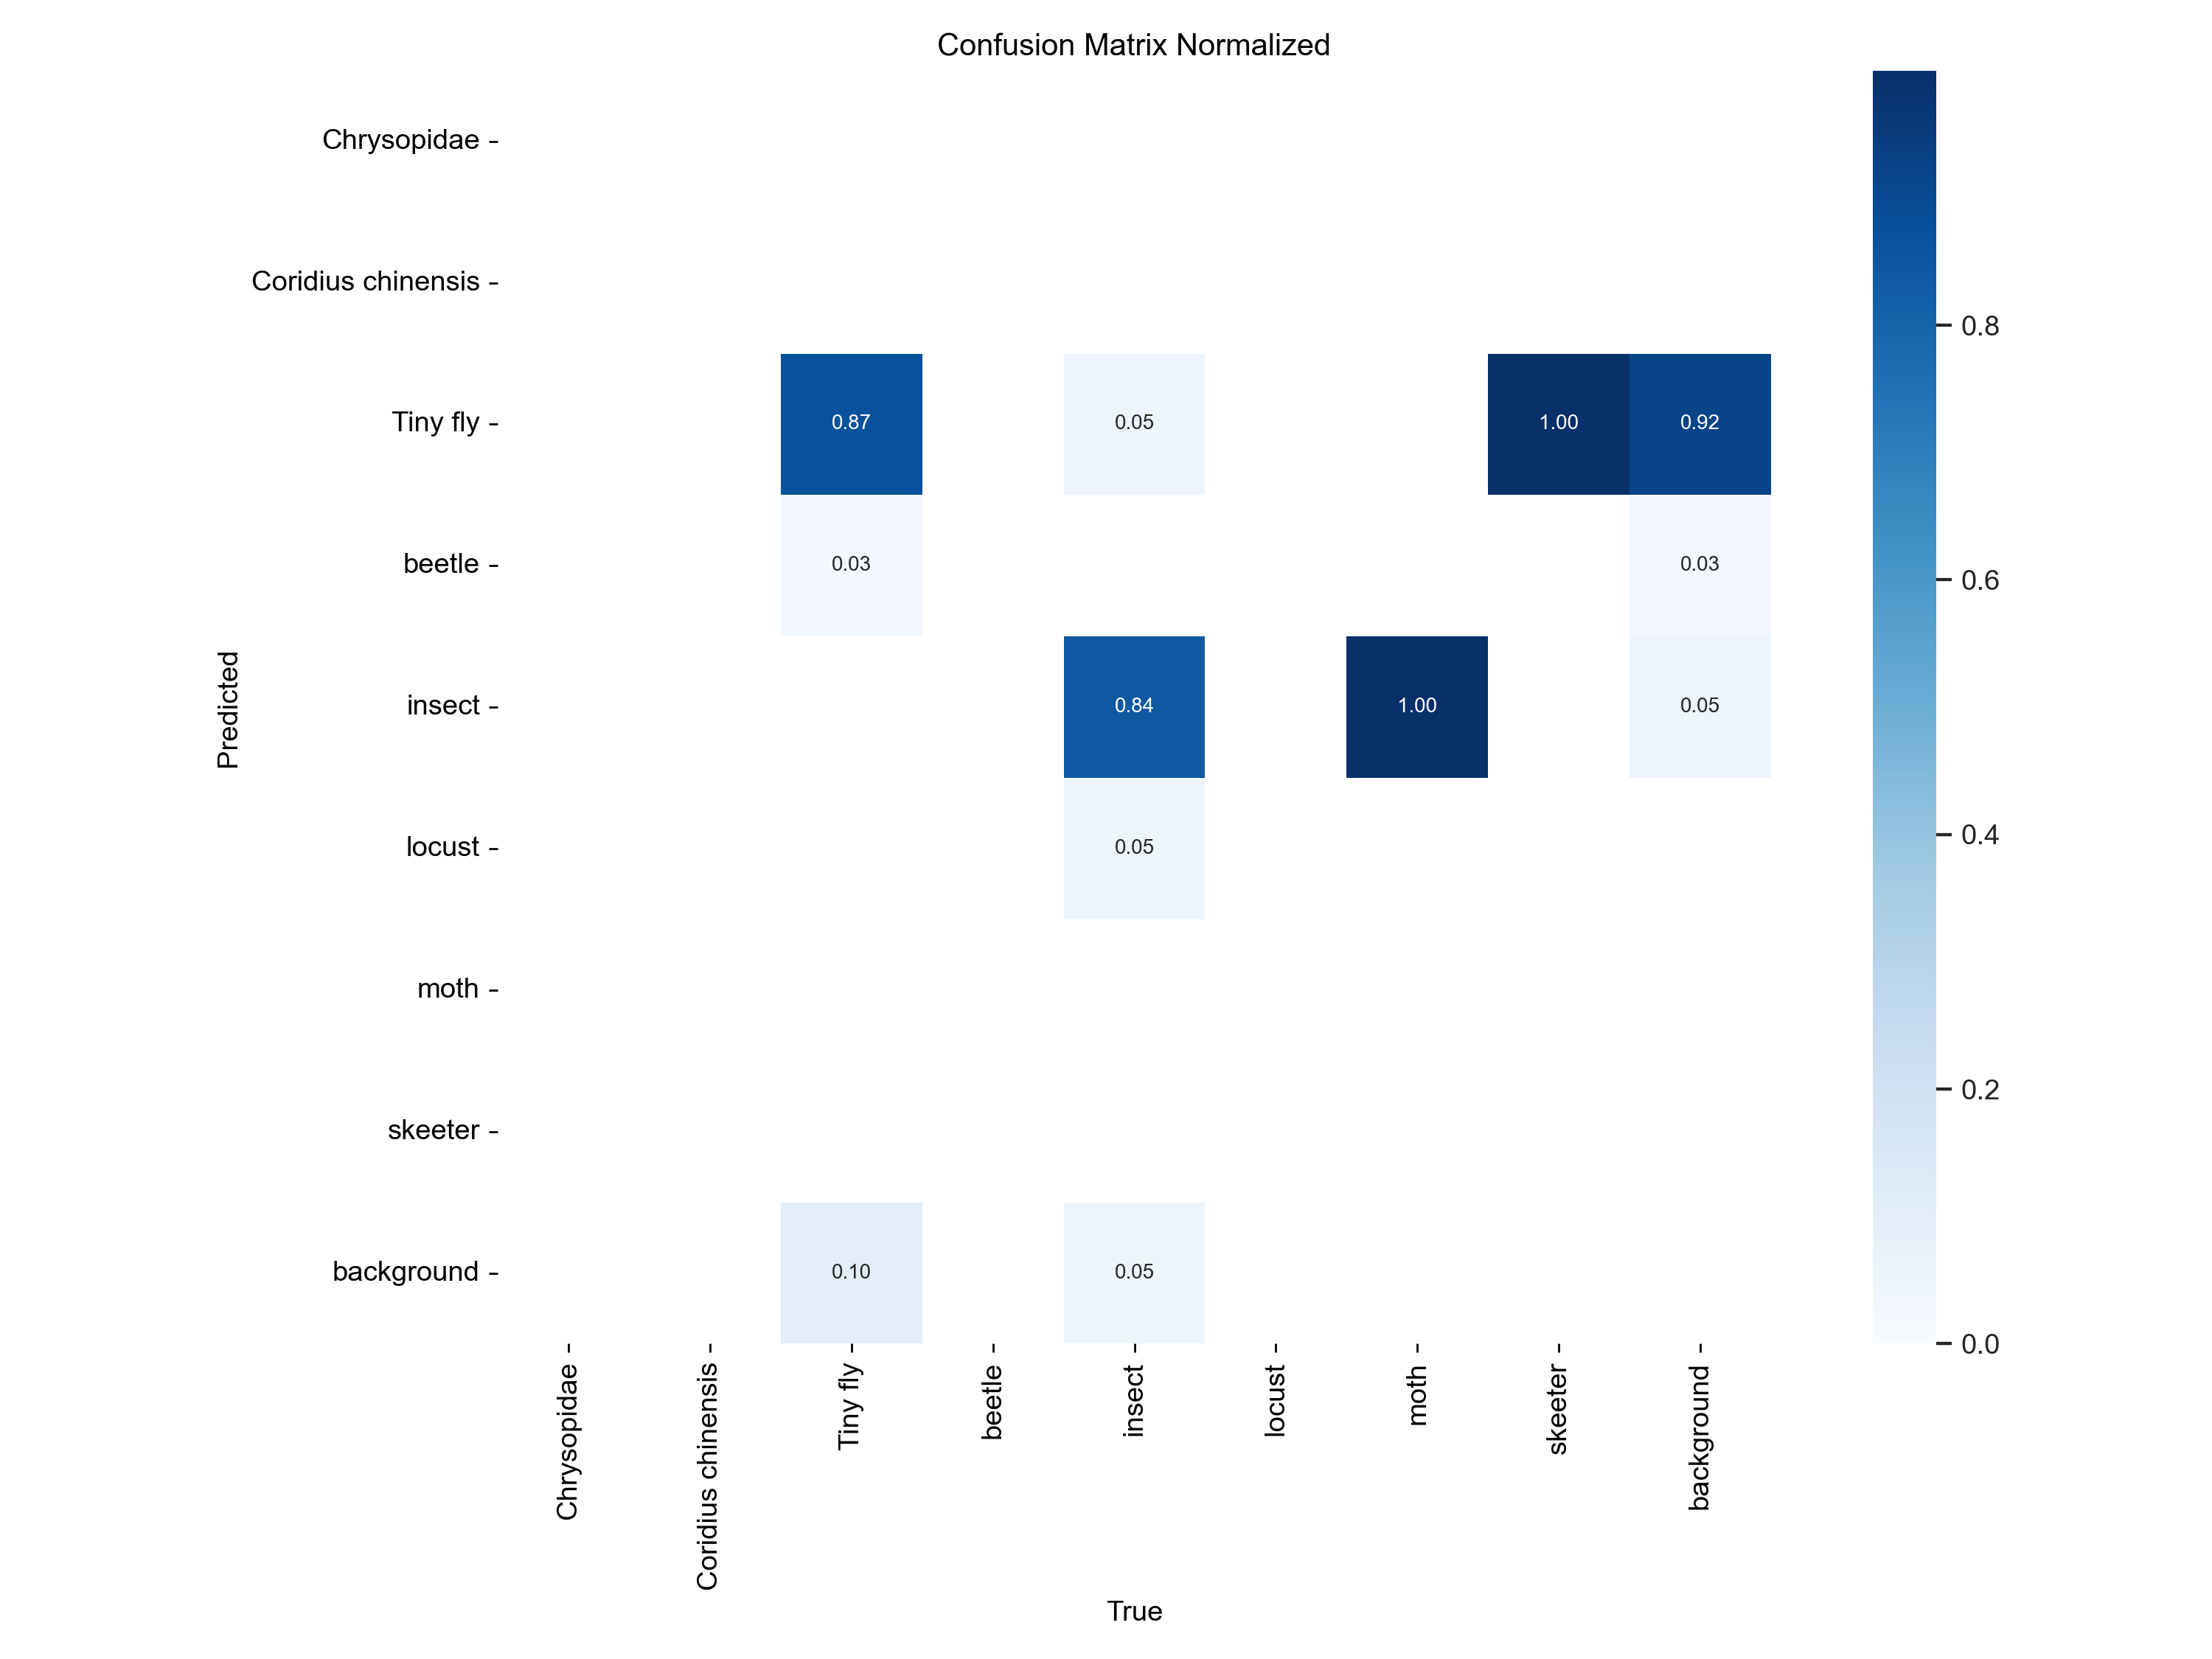 Confusion Matrix Normalized
Chrysopidae
Coridius chinensis
Tiny fly
beetle
insect
locust
moth
skeeter
background
Predicted
0.87
0.05
1.00
0.92
0.03
0.03
0.84
1.00
0.05
0.05
0.10
0.05
0.8
0.6
0.4
0.2
0.0
Chrysopidae
Coridius chinensis
Tiny fly
beetle
insect
locust
moth
skeeter
background
True